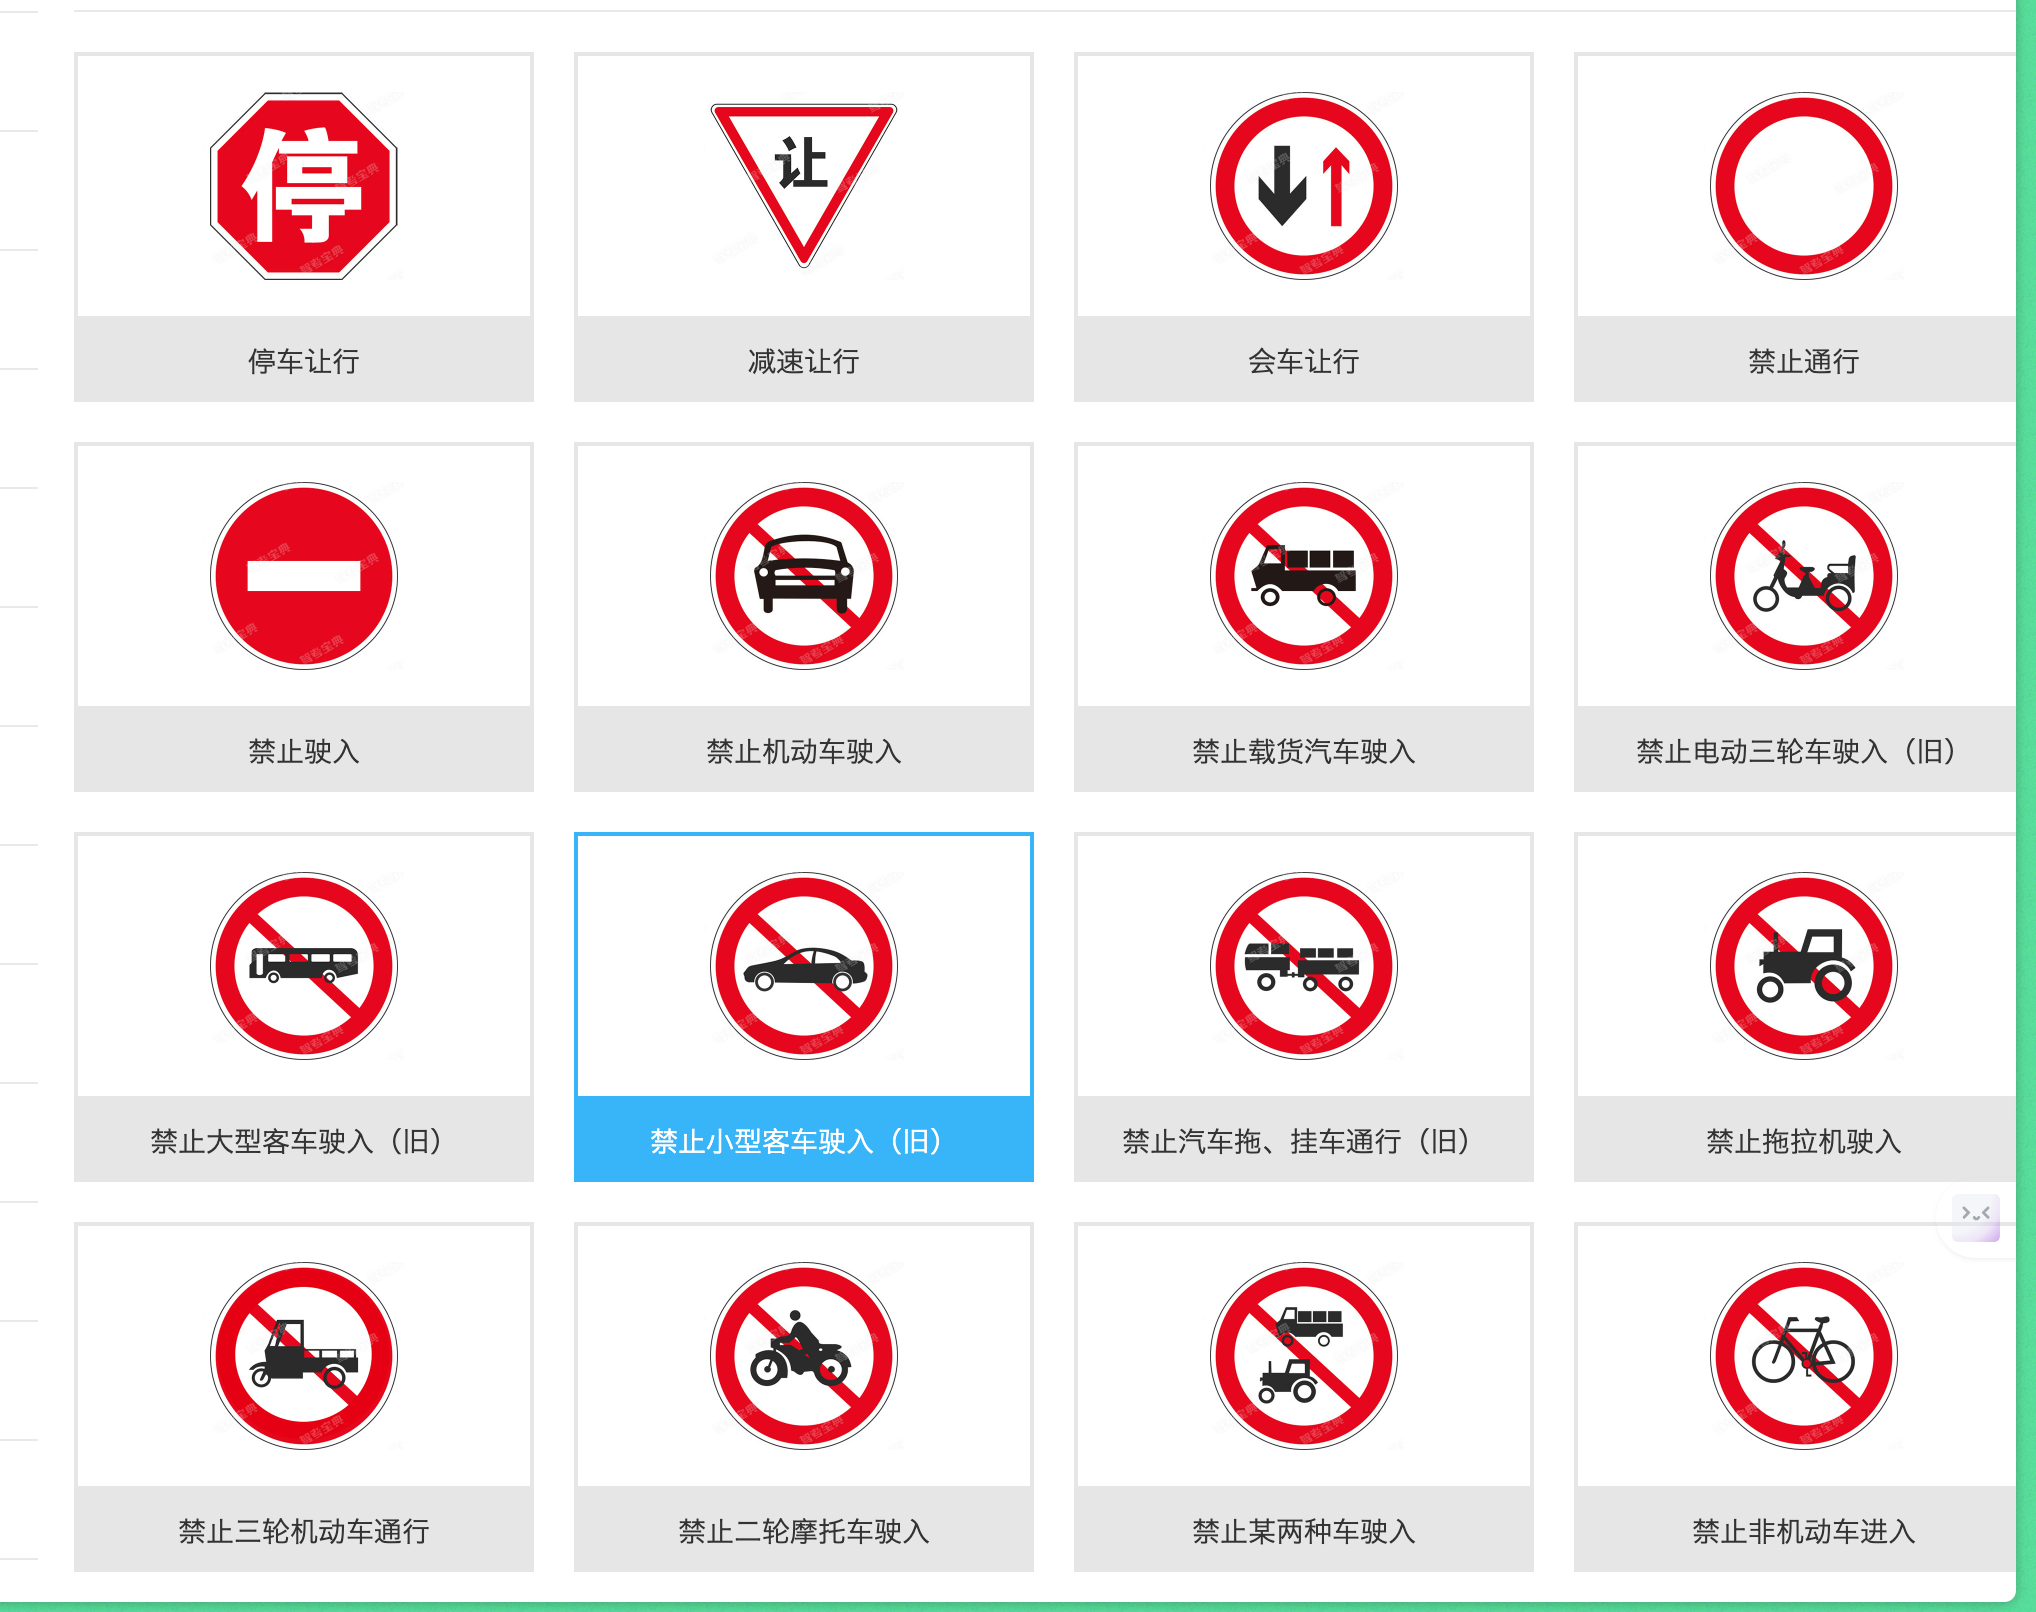 停
让
停车让行
减速让行
会车让行
禁止通行
禁止驶入
禁止机动车驶入
禁止载货汽车驶入
禁止电动三轮车驶入（旧）
禁止大型客车驶入（旧）
禁止小型客车驶入（旧）
禁止汽车拖、挂车通行（旧）
禁止拖拉机驶入
禁止三轮机动车通行
禁止二轮摩托车驶入
禁止某两种车驶入
禁止非机动车进入